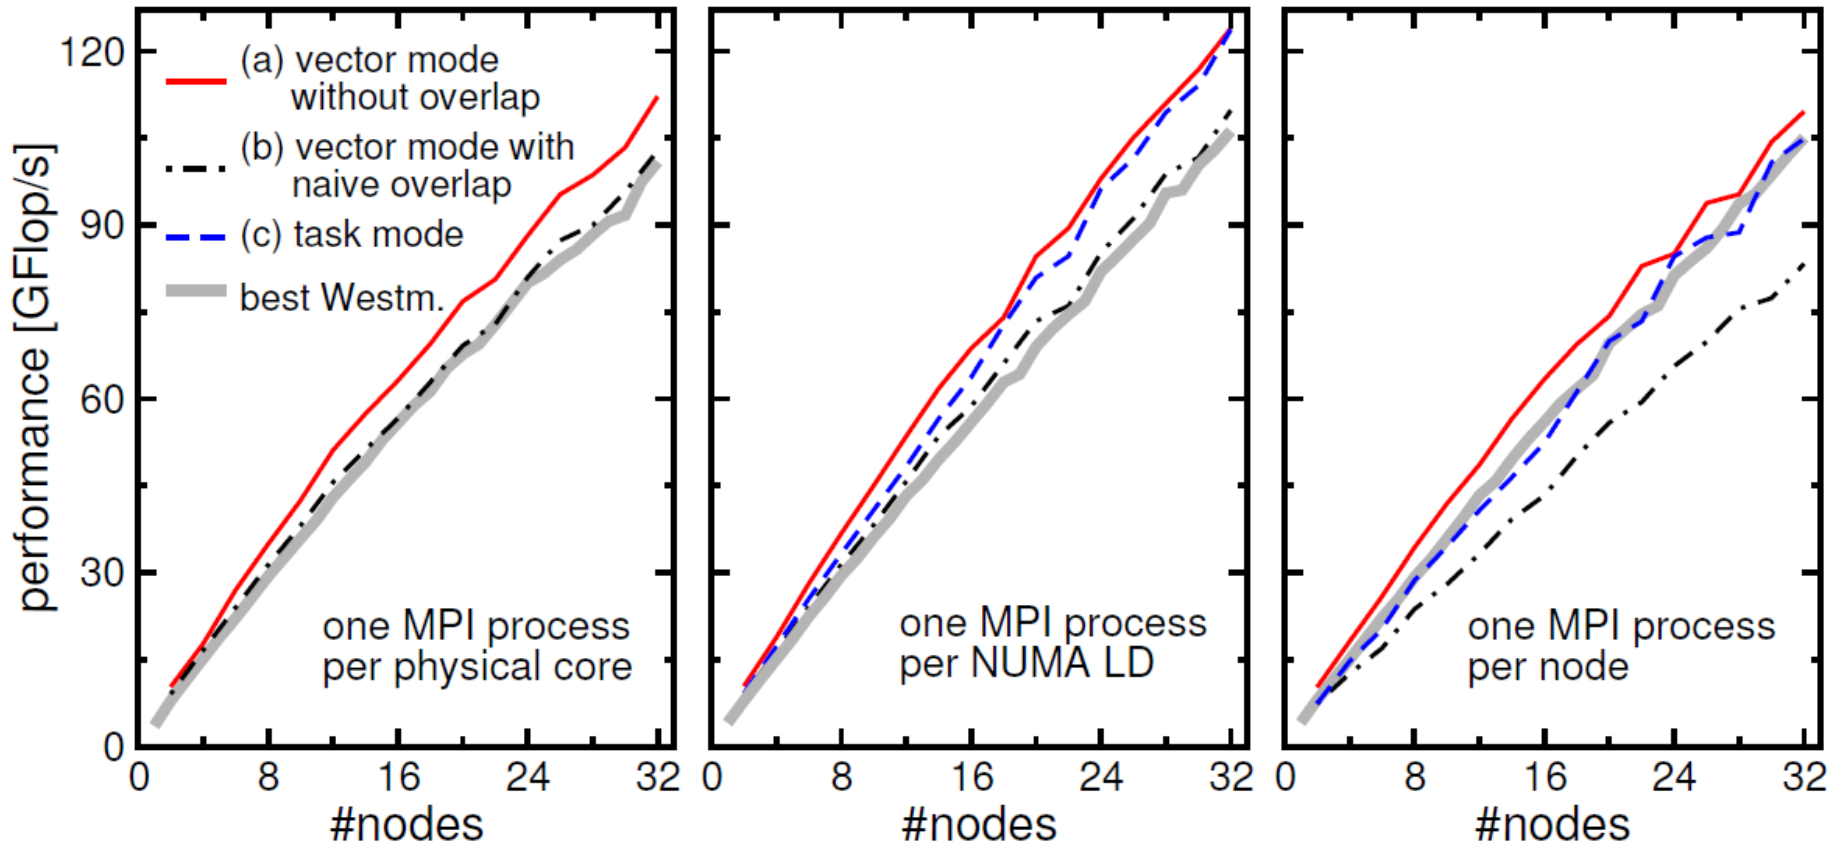 120
90
60
30
0
performance [GFlop/s]
(a) vector mode
without overlap
(b) vector mode with
naive overlap
(c) task mode
best Westm.
one MPI process
per physical core
0 8 16 24 32
#nodes
one MPI process
per NUMA LD
0 8 16 24 32
#nodes
one MPI process
per node
0 8 16 24 32
#nodes